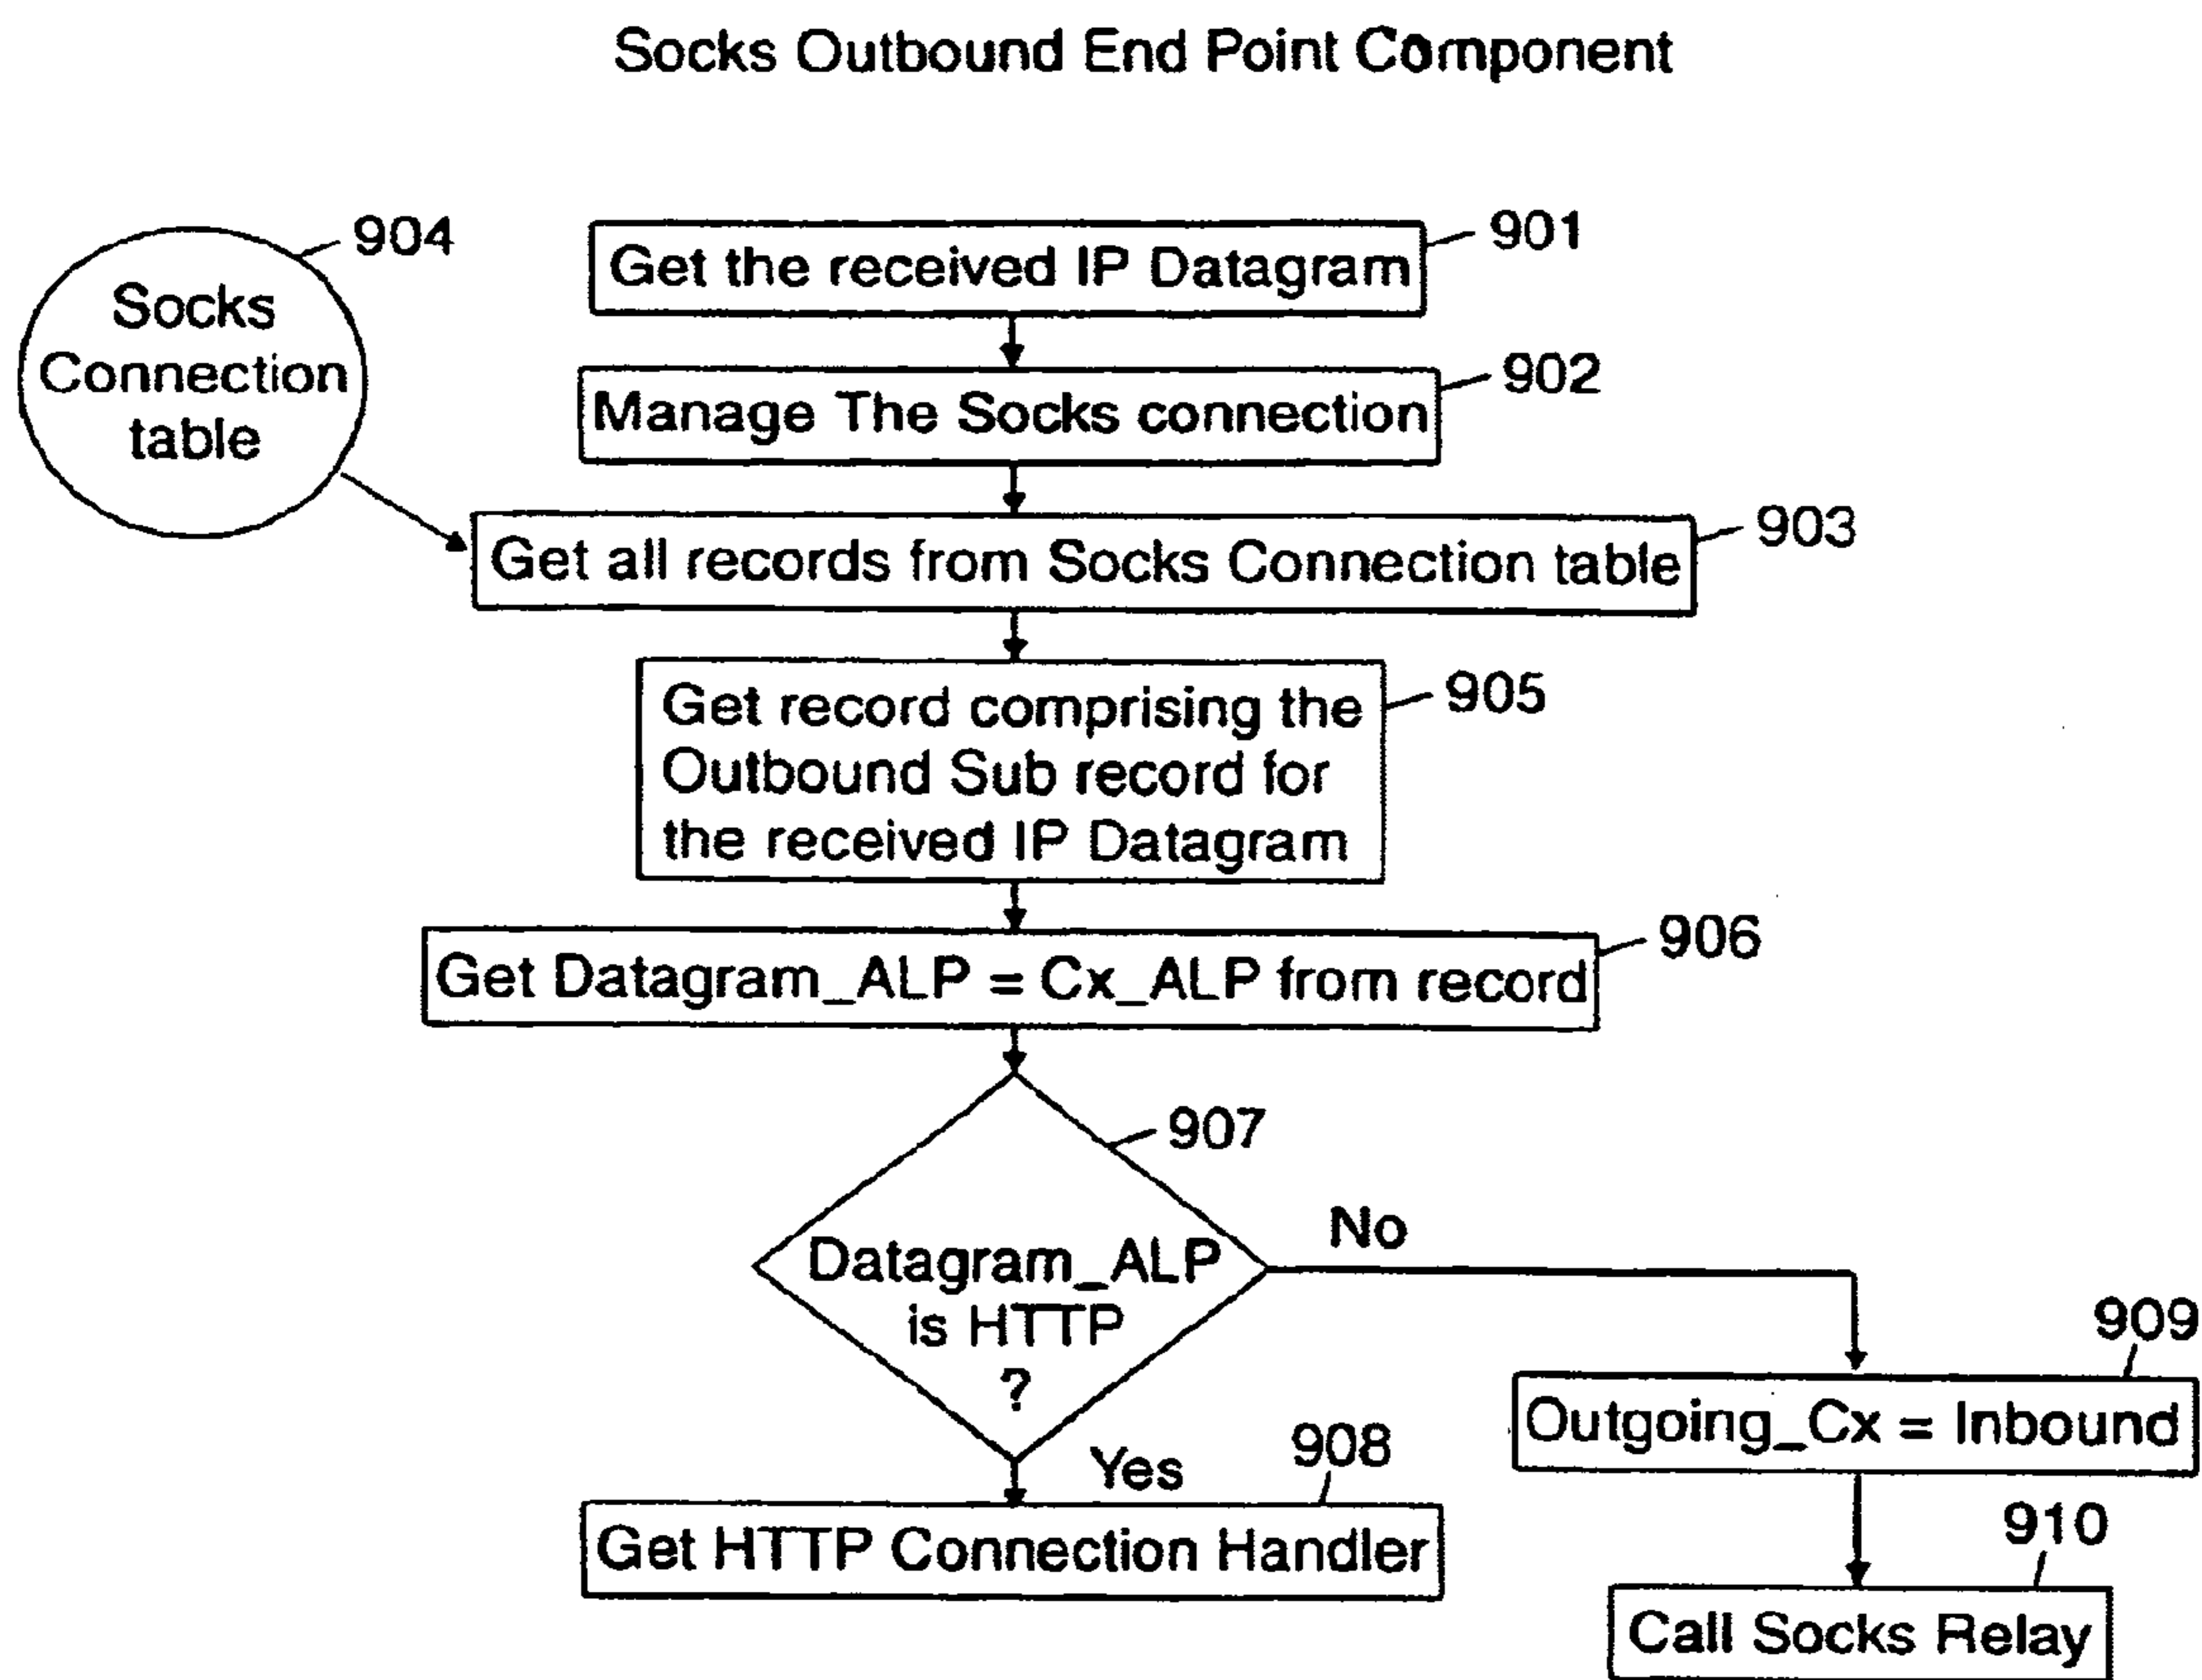 Socks Outbound End Point Component
904
Socks
Connection
table
901
Get the received IP Datagram
902
Manage The Socks connection
903
Get all records from Socks Connection table
905
Get record comprising the
Outbound Sub record for
the received IP Datagram
906
Get Datagram_ALP = Cx_ALP from record
907
Datagram_ALP
is HTTP
?
No
Yes
908
Get HTTP Connection Handler
909
Outgoing_Cx = Inbound
910
Call Socks Relay